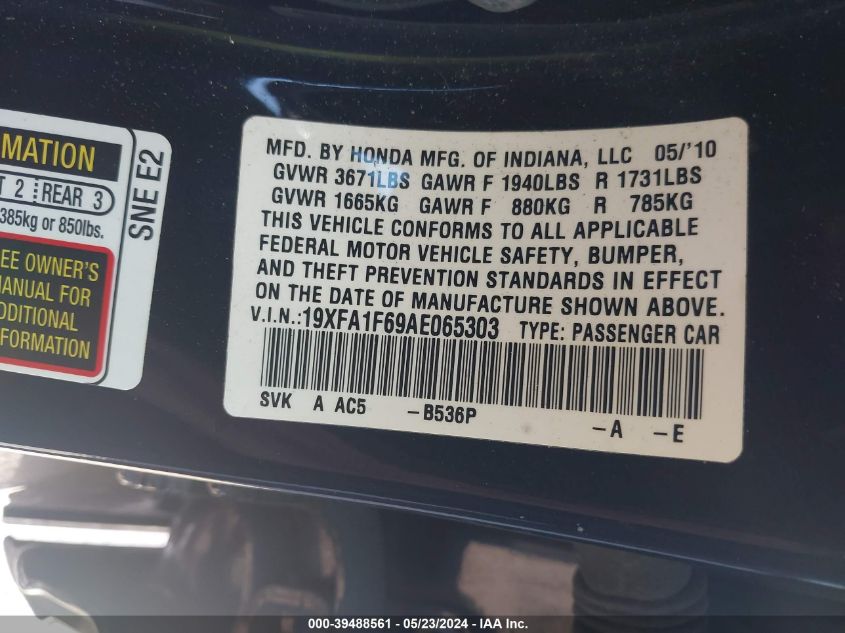 MATION
T 2 REAR 3
385kg or 850lbs.
EE OWNER'S
MANUAL FOR
DDITIONAL
FORMATION
SNE E2
MFD. BY HONDA MFG. OF INDIANA, LLC 05/'10
GVWR 3671LBS GAWR F 1940LBS R 1731LBS
GVWR 1665KG GAWR F 880KG R 785KG
THIS VEHICLE CONFORMS TO ALL APPLICABLE
FEDERAL MOTOR VEHICLE SAFETY, BUMPER,
AND THEFT PREVENTION STANDARDS IN EFFECT
ON THE DATE OF MANUFACTURE SHOWN ABOVE.
V.I.N.:19XFA1F69AE065303 TYPE: PASSENGER CAR
SVK A AC5 -B536P -A -E
000-39488561 - 05/23/2024 - IAA Inc.